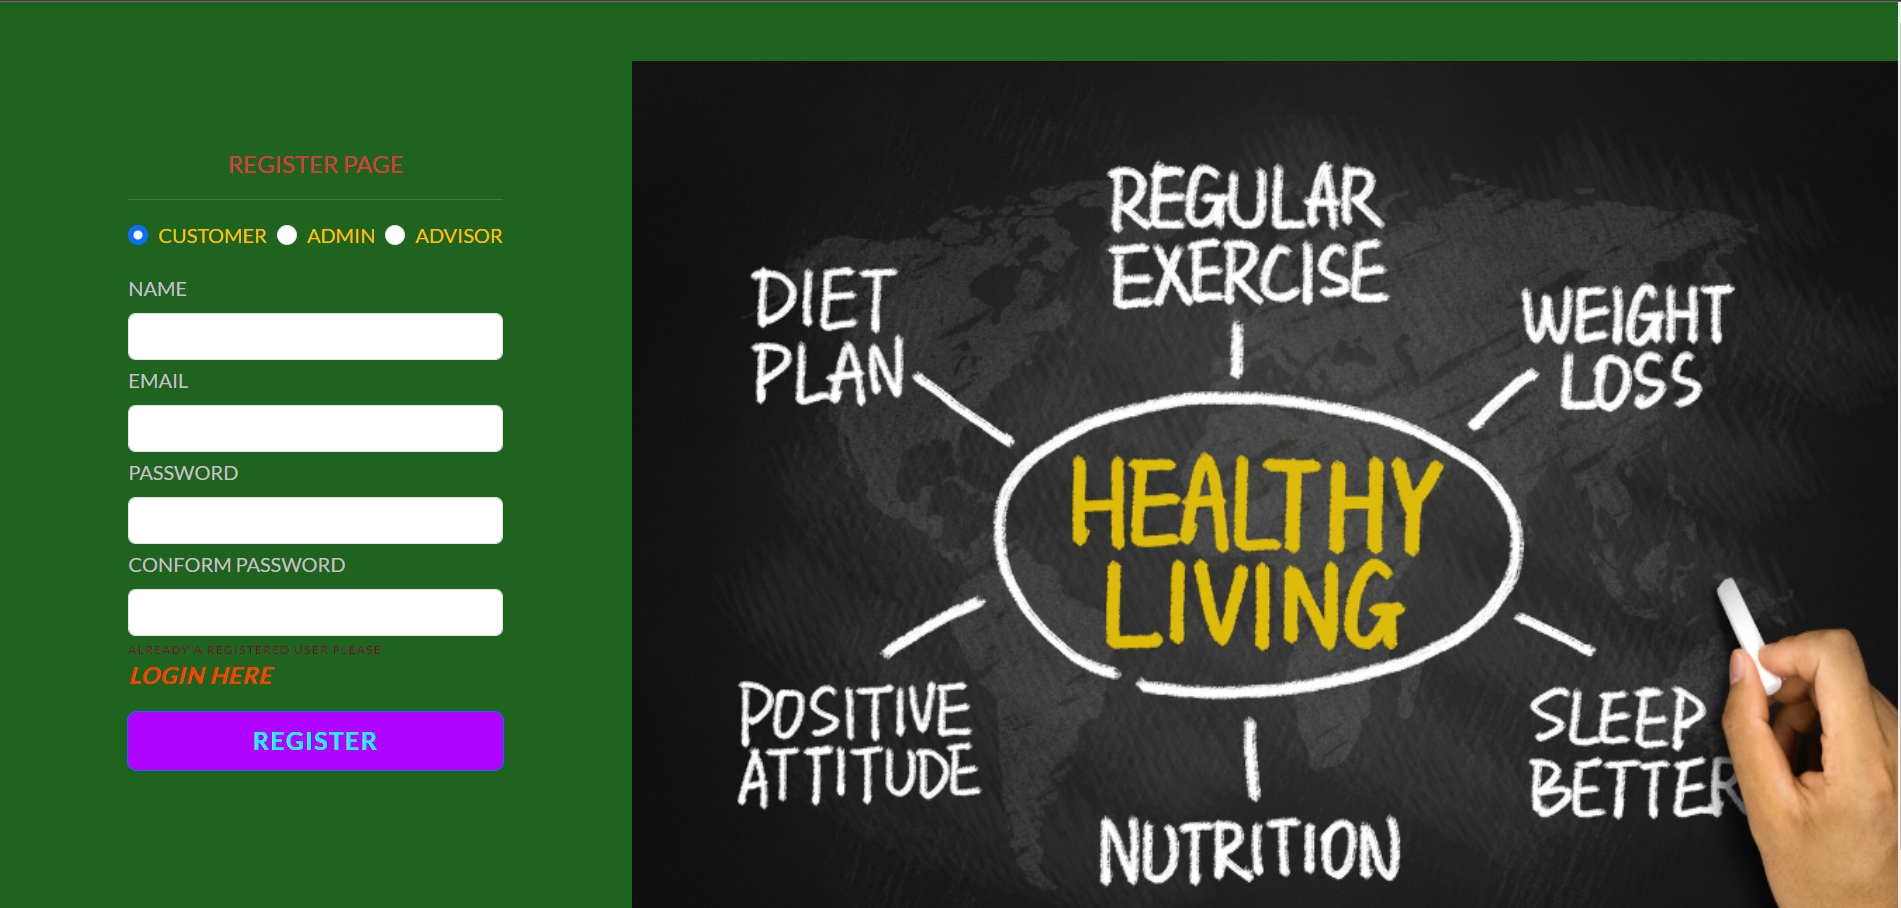 REGISTER PAGE
CUSTOMER ADMIN ADVISOR
NAME
EMAIL
PASSWORD
CONFORM PASSWORD
ALREADY A REGISTERED USER PLEASE
LOGIN HERE
REGISTER
REGULAR
EXERCISE
DIET
PLAN
WEIGHT
LOSS
HEALTHY
LIVING
POSITIVE
ATTITUDE
SLEEP
BETTER
NUTRITION